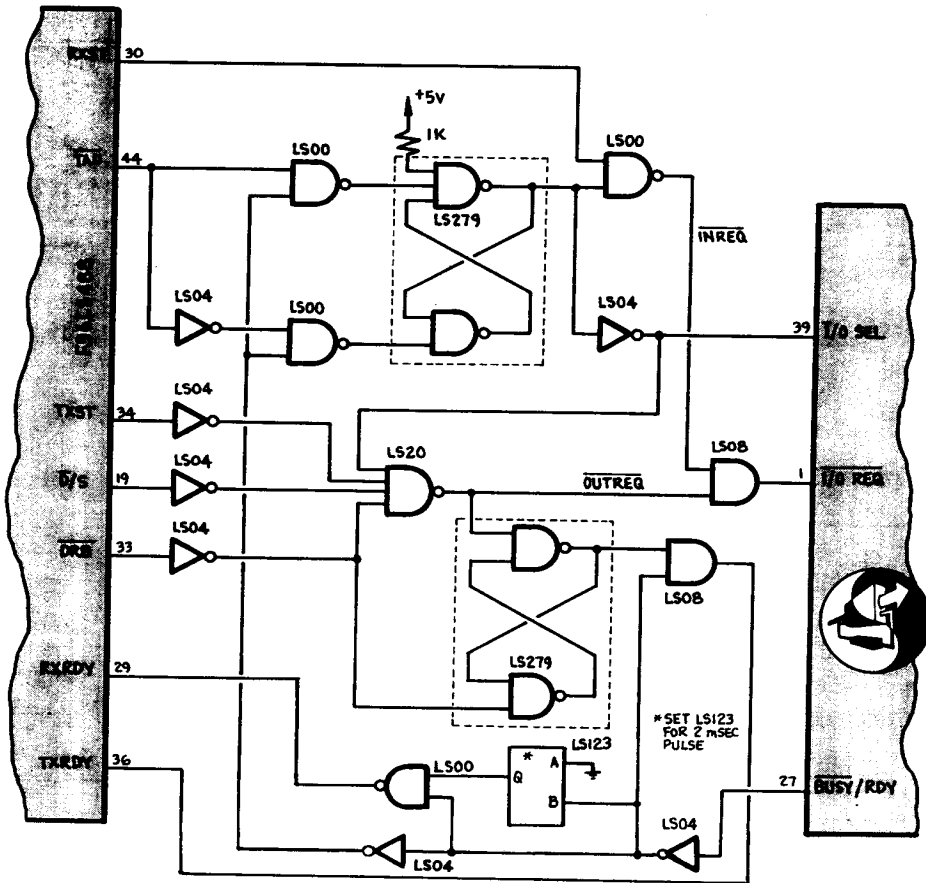 30
+5V
1K
LS00
LS00
TAD
44
LS279
INREQ
LS04
LS00
LS04
39
I/O SEL
TXST
34
LS04
LS20
LS08
D/S
19
LS04
OUTREQ
1
I/O REQ
DRB
33
LS04
LS08
RXRDY
29
LS279
* SET LS123
FOR 2 mSEC
PULSE
TXRDY
36
LS00
LS123
*
Q
A
B
27
BUSY/RDY
LS04
LS04